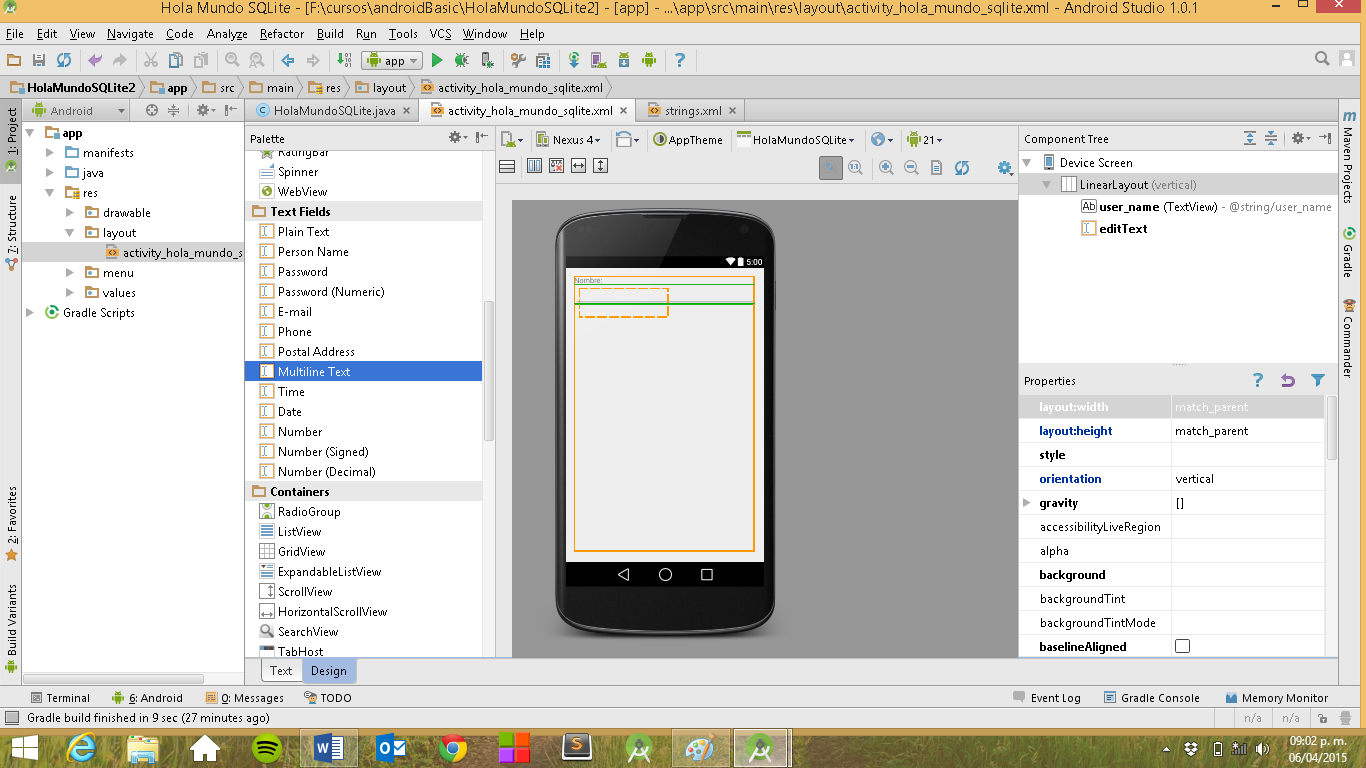 Hola Mundo SQLite - [F:\cursos\androidBasic\HolaMundoSQLite2] - [app] - ...\app\src\main\res\layout\activity_hola_mundo_sqlite.xml - Android Studio 1.0.1
File Edit View Navigate Code Analyze Refactor Build Run Tools VCS Window Help
app
HolaMundoSQLite2 app src main res layout activity_hola_mundo_sqlite.xml
Android
HolaMundoSQLite.java activity_hola_mundo_sqlite.xml strings.xml
1: Project
7: Structure
2: Favorites
Build Variants
app
manifests
java
res
drawable
layout
activity_hola_mundo_s
menu
values
Gradle Scripts
Palette
RatingBar
Spinner
WebView
Text Fields
Plain Text
Person Name
Password
Password (Numeric)
E-mail
Phone
Postal Address
Multiline Text
Time
Date
Number
Number (Signed)
Number (Decimal)
Containers
RadioGroup
ListView
GridView
ExpandableListView
ScrollView
HorizontalScrollView
SearchView
TabHost
Text Design
Nexus 4 AppTheme HolaMundoSQLite 21
5:00
Nombre:
Component Tree
Device Screen
LinearLayout (vertical)
Ab user_name (TextView) - @string/user_name
editText
Properties
layout:width match_parent
layout:height match_parent
style
orientation vertical
gravity []
accessibilityLiveRegion
alpha
background
backgroundTint
backgroundTintMode
baselineAligned
Maven Projects
Gradle
Commander
Terminal 6: Android 0: Messages TODO Event Log Gradle Console Memory Monitor
Gradle build finished in 9 sec (27 minutes ago) n/a n/a
09:02 p. m.
06/04/2015